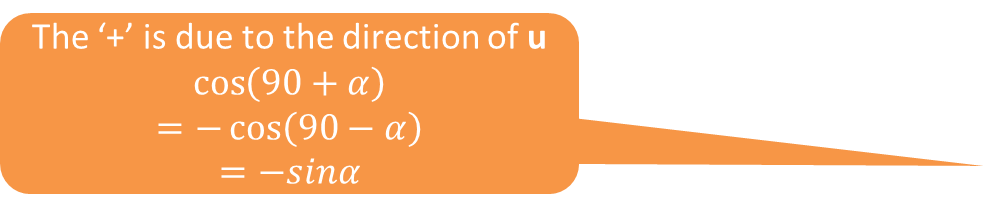 The ‘+’ is due to the direction of u
cos(90 + α)
= − cos(90 − α)
= −sinα